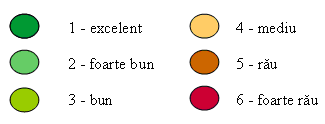 1 - excelent
2 - foarte bun
3 - bun
4 - mediu
5 - rău
6 - foarte rău